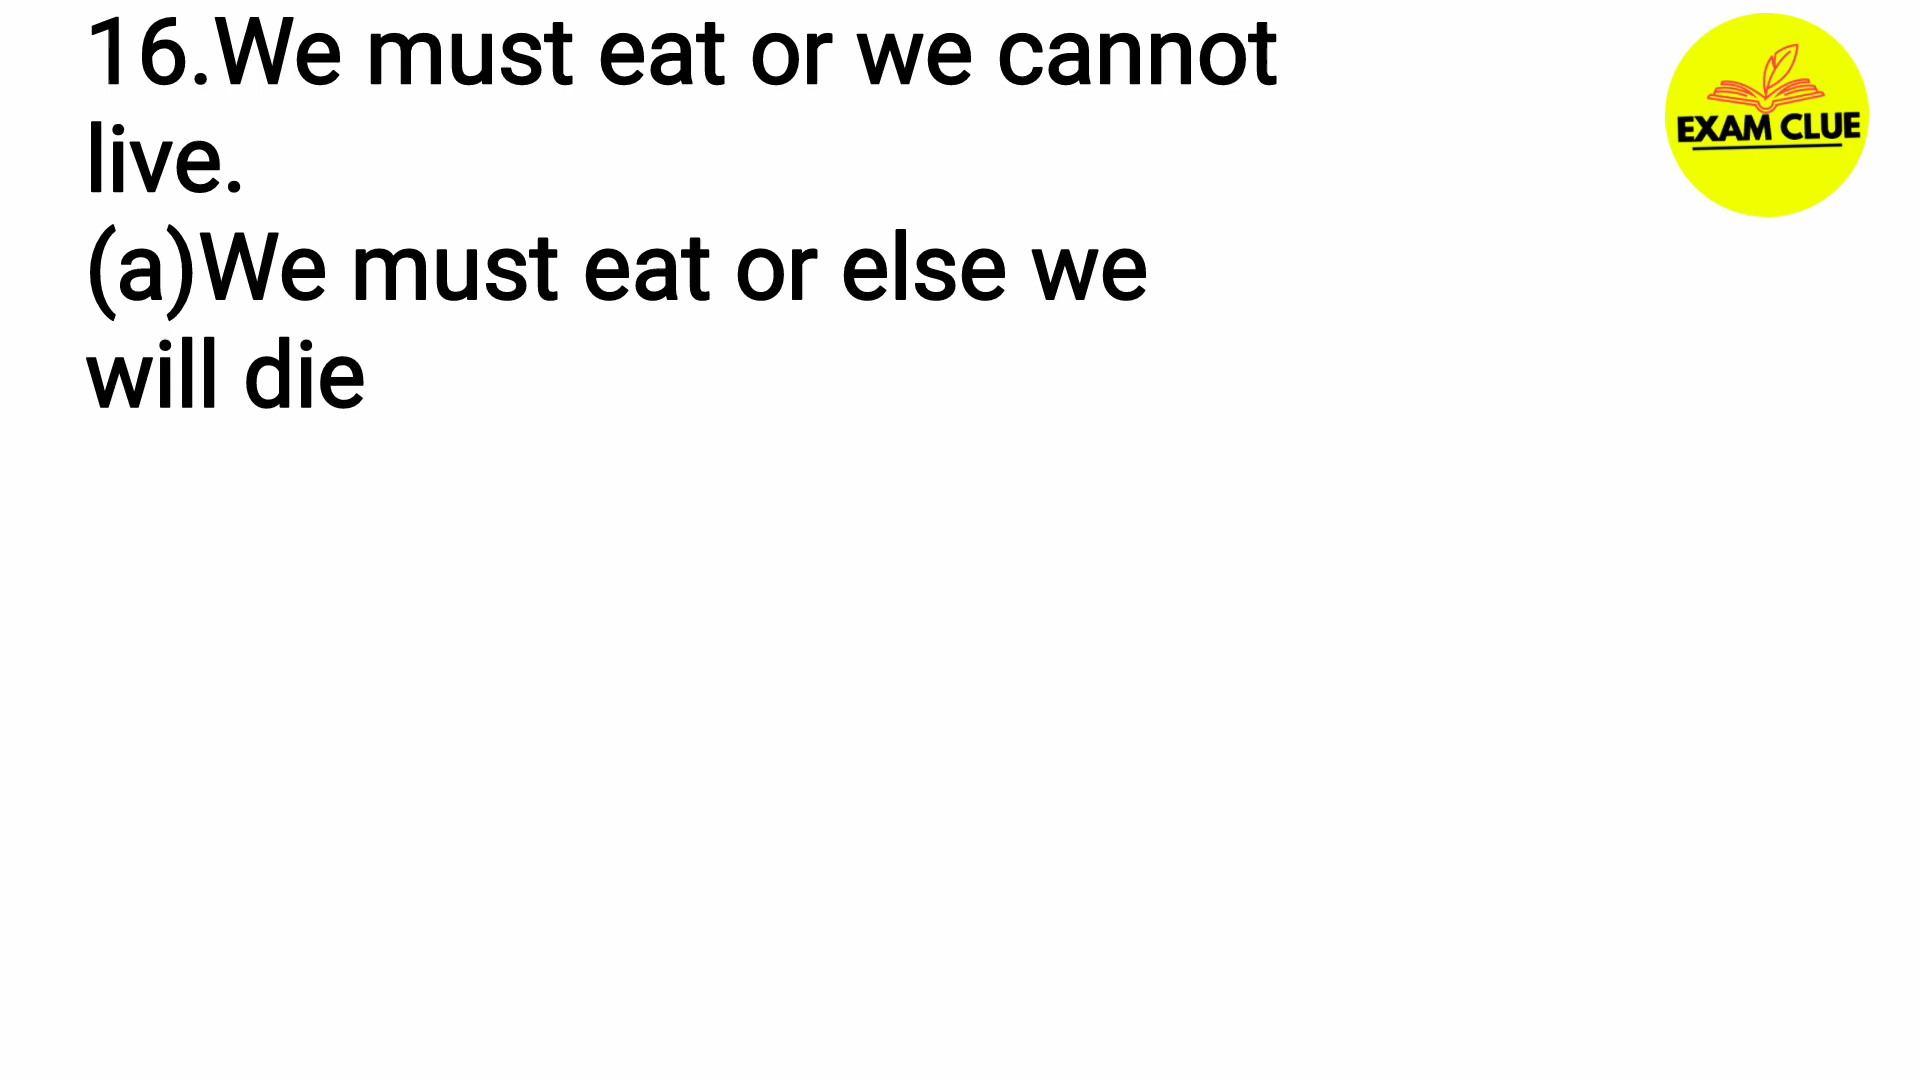 16.We must eat or we cannot
live.
(a)We must eat or else we
will die
EXAM CLUE